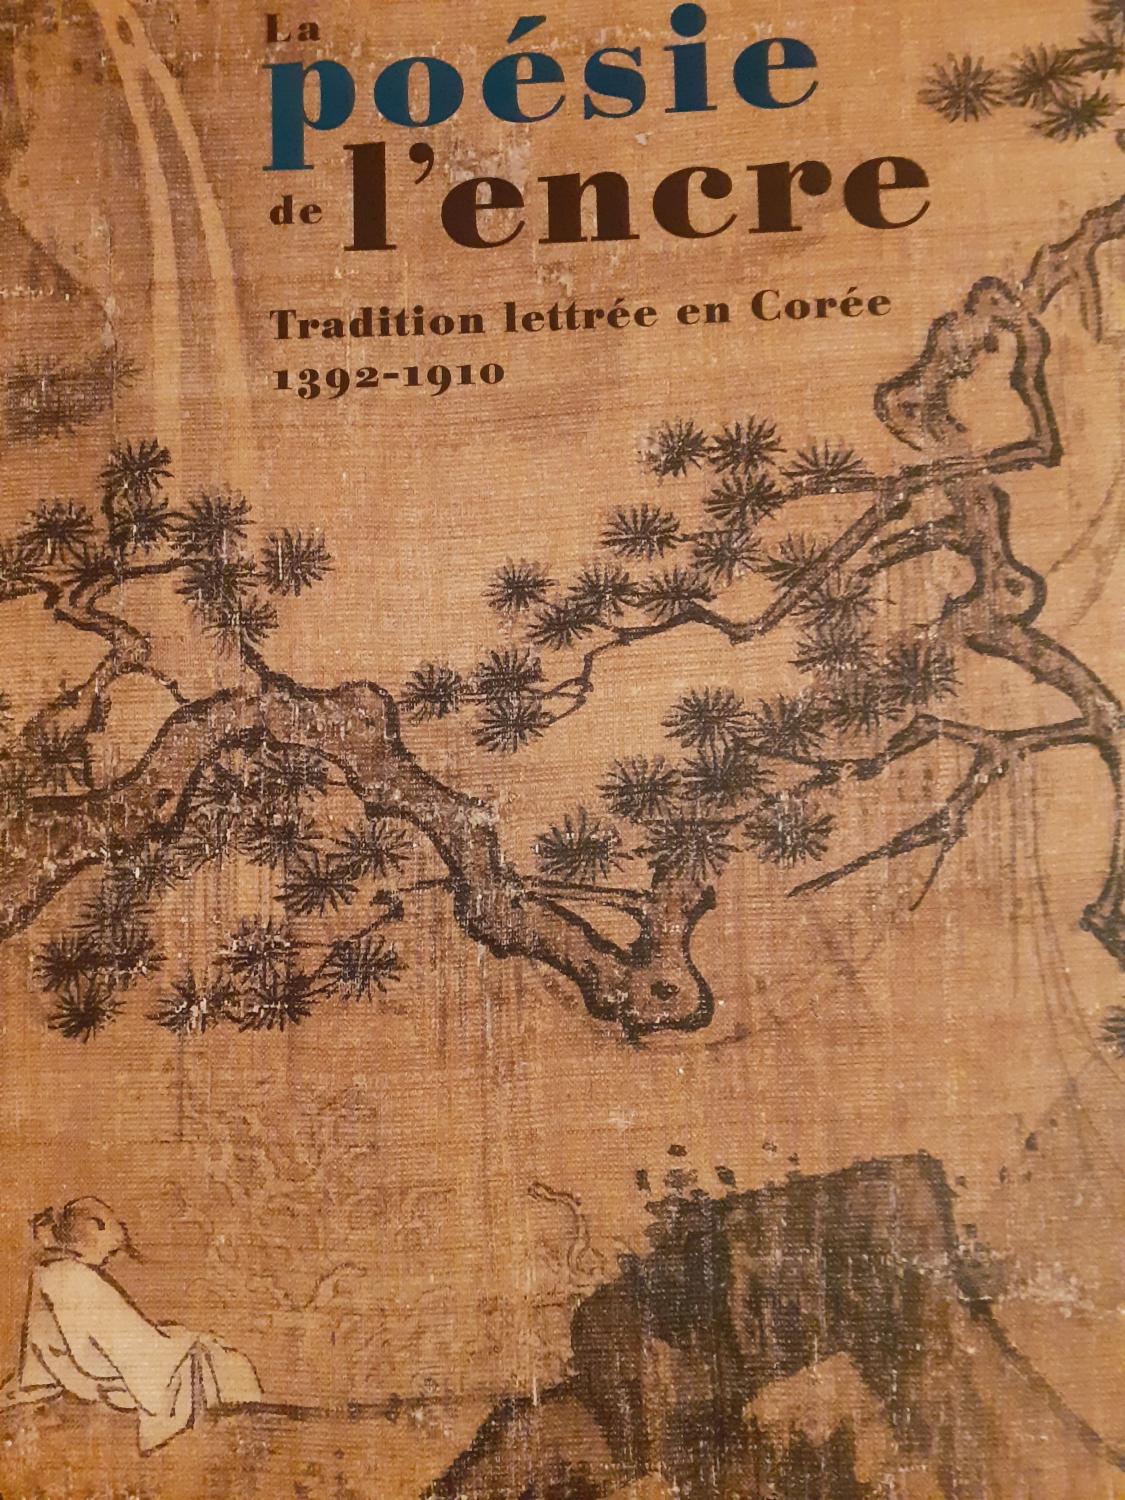 La
poésie
de l'encre
Tradition lettrée en Corée
1392-1910